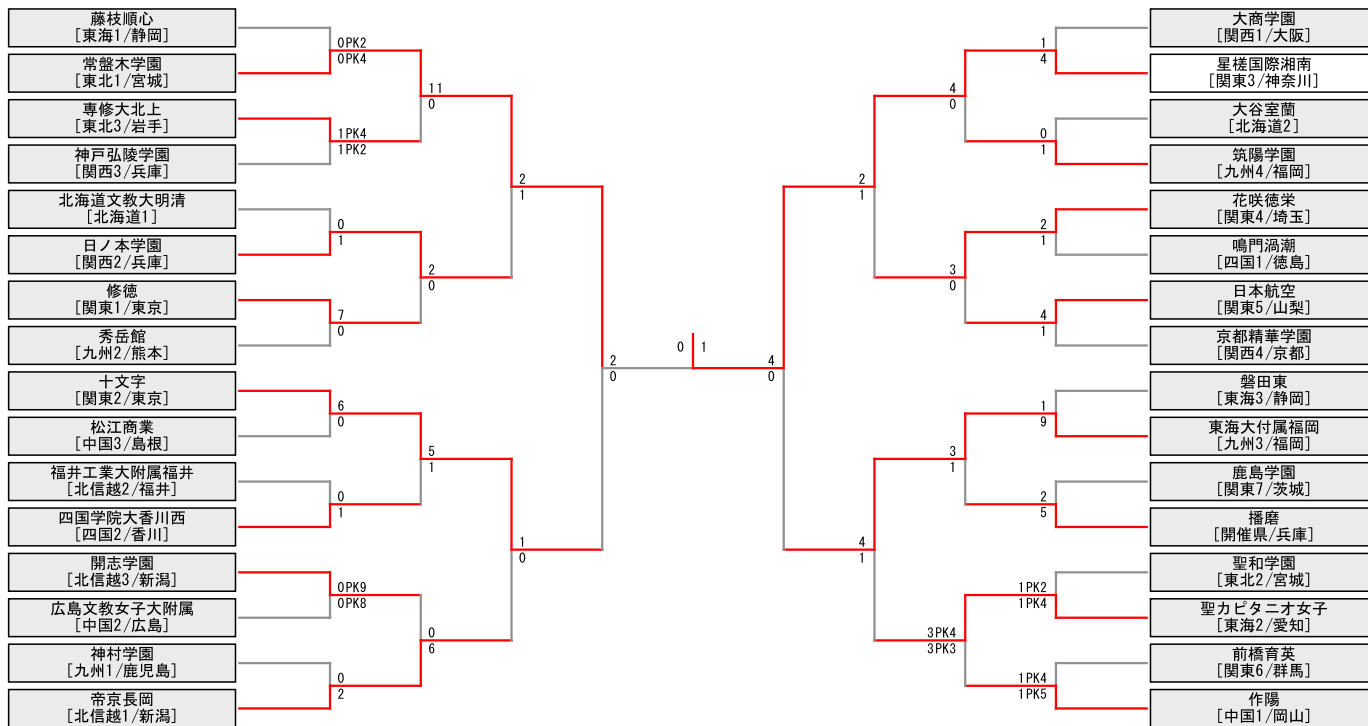 藤枝順心
[東海1/静岡]
常盤木学園
[東北1/宮城]
専修大北上
[東北3/岩手]
神戸弘陵学園
[関西3/兵庫]
北海道文教大明清
[北海道1]
日ノ本学園
[関西2/兵庫]
修徳
[関東1/東京]
秀岳館
[九州2/熊本]
十文字
[関東2/東京]
松江商業
[中国3/島根]
福井工業大附属福井
[北信越2/福井]
四国学院大香川西
[四国2/香川]
開志学園
[北信越3/新潟]
広島文教女子大附属
[中国2/広島]
神村学園
[九州1/鹿児島]
帝京長岡
[北信越1/新潟]
0PK2
0PK4
1PK4
1PK2
0
1
7
0
6
0
0
1
0PK9
0PK8
0
2
11
0
2
0
5
1
0
6
2
1
1
0
2
0
0 1
4
0
2
1
4
1
4
0
3
0
3
1
3PK4
3PK3
1
4
0
1
2
1
4
1
1
9
2
5
1PK2
1PK4
1PK4
1PK5
大商学園
[関西1/大阪]
星槎国際湘南
[関東3/神奈川]
大谷室蘭
[北海道2]
筑陽学園
[九州4/福岡]
花咲徳栄
[関東4/埼玉]
鳴門渦潮
[四国1/徳島]
日本航空
[関東5/山梨]
京都精華学園
[関西4/京都]
磐田東
[東海3/静岡]
東海大付属福岡
[九州3/福岡]
鹿島学園
[関東7/茨城]
播磨
[開催県/兵庫]
聖和学園
[東北2/宮城]
聖カピタニオ女子
[東海2/愛知]
前橋育英
[関東6/群馬]
作陽
[中国1/岡山]